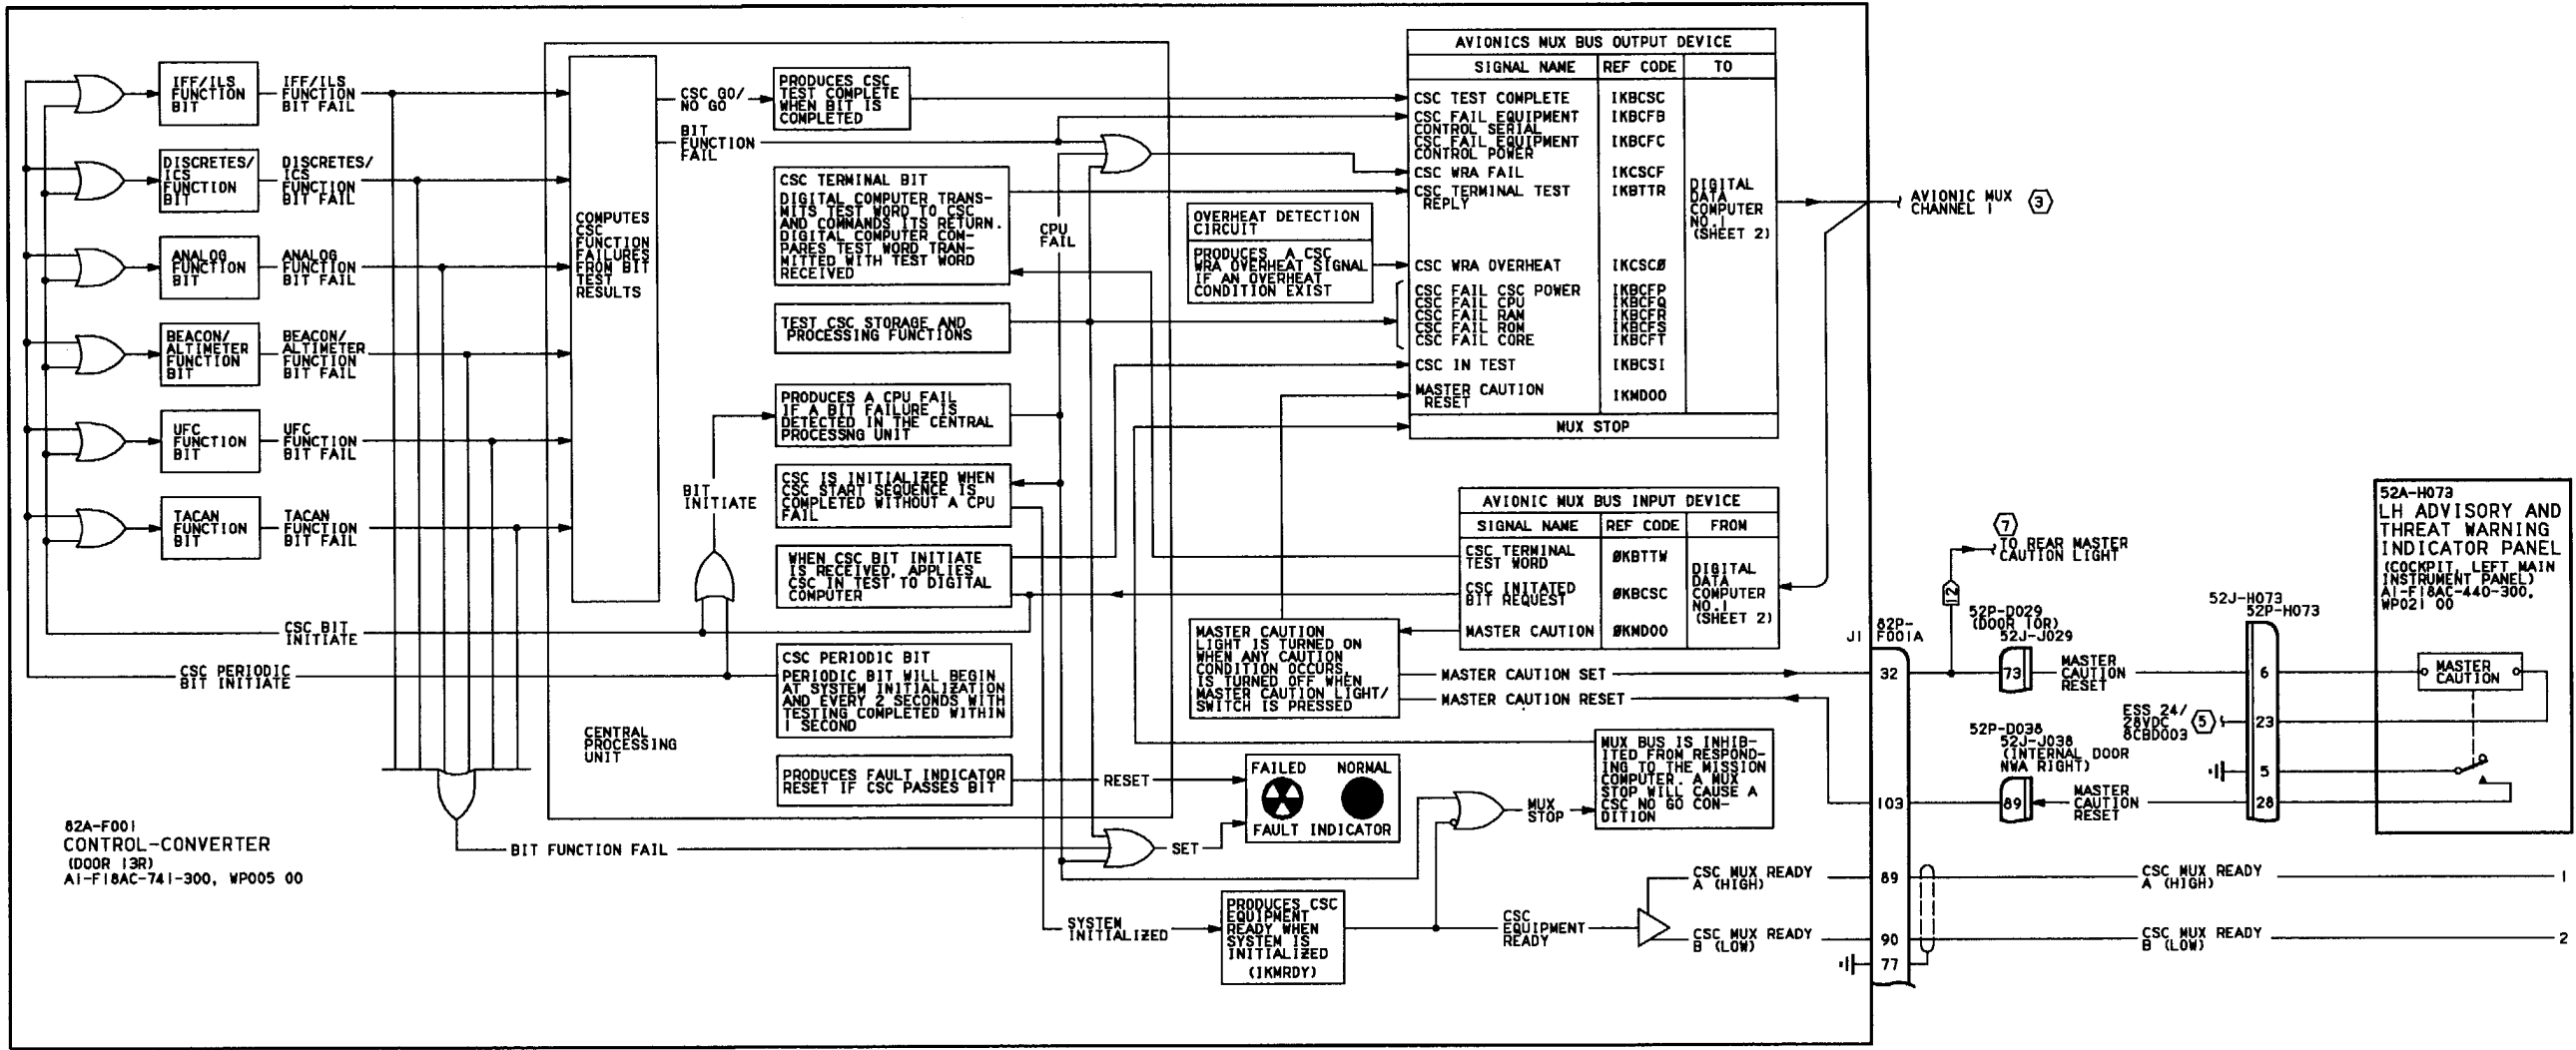 IFF/ILS
FUNCTION
BIT
IFF/ILS
FUNCTION
BIT FAIL
DISCRETES/
ICS
FUNCTION
BIT
DISCRETES/
ICS
FUNCTION
BIT FAIL
ANALOG
FUNCTION
BIT
ANALOG
FUNCTION
BIT FAIL
BEACON/
ALTIMETER
FUNCTION
BIT
BEACON/
ALTIMETER
FUNCTION
BIT FAIL
UFC
FUNCTION
BIT
UFC
FUNCTION
BIT FAIL
TACAN
FUNCTION
BIT
TACAN
FUNCTION
BIT FAIL
CSC BIT
INITIATE
CSC PERIODIC
BIT INITIATE
82A-F001
CONTROL-CONVERTER
(DOOR 13R)
A1-F18AC-741-300, WP005 00
BIT FUNCTION FAIL
COMPUTES
CSC
FUNCTION
FAILURES
FROM BIT
TEST
RESULTS
CENTRAL
PROCESSING
UNIT
CSC GO/
NO GO
BIT
FUNCTION
FAIL
BIT
INITIATE
PRODUCES CSC
TEST COMPLETE
WHEN BIT IS
COMPLETED
CSC TERMINAL BIT
DIGITAL COMPUTER TRANS-
MITS TEST WORD TO CSC
AND COMMANDS ITS RETURN.
DIGITAL COMPUTER COM-
PARES TEST WORD TRAN-
MITTED WITH TEST WORD
RECEIVED
TEST CSC STORAGE AND
PROCESSING FUNCTIONS
PRODUCES A CPU FAIL
IF A BIT FAILURE IS
DETECTED IN THE CENTRAL
PROCESSNG UNIT
CSC IS INITIALIZED WHEN
CSC START SEQUENCE IS
COMPLETED WITHOUT A CPU
FAIL
WHEN CSC BIT INITIATE
IS RECEIVED, APPLIES
CSC IN TEST TO DIGITAL
COMPUTER
CSC PERIODIC BIT
PERIODIC BIT WILL BEGIN
AT SYSTEM INITIALIZATION
AND EVERY 2 SECONDS WITH
TESTING COMPLETED WITHIN
1 SECOND
PRODUCES FAULT INDICATOR
RESET IF CSC PASSES BIT
CPU
FAIL
RESET
SET
SYSTEM
INITIALIZED
OVERHEAT DETECTION
CIRCUIT
PRODUCES A CSC
WRA OVERHEAT SIGNAL
IF AN OVERHEAT
CONDITION EXIST
AVIONICS MUX BUS OUTPUT DEVICE
SIGNAL NAME REF CODE TO
CSC TEST COMPLETE IKBCSC
CSC FAIL EQUIPMENT IKBCFB
CONTROL SERIAL
CSC FAIL EQUIPMENT IKBCFC
CONTROL POWER
CSC WRA FAIL IKCSCF
CSC TERMINAL TEST IKBTTR
REPLY
CSC WRA OVERHEAT IKCSCØ
CSC FAIL CSC POWER IKBCFP
CSC FAIL CPU IKBCFQ
CSC FAIL RAM IKBCFR
CSC FAIL ROM IKBCFS
CSC FAIL CORE IKBCFT
CSC IN TEST IKBCSI
MASTER CAUTION
RESET IKMDOO
DIGITAL
DATA
COMPUTER
NO.1
(SHEET 2)
MUX STOP
AVIONIC MUX
CHANNEL 1
3
AVIONIC MUX BUS INPUT DEVICE
SIGNAL NAME REF CODE FROM
CSC TERMINAL
TEST WORD ØKBTTW
CSC INITATED
BIT REQUEST ØKBCSC
MASTER CAUTION ØKMDOO
DIGITAL
DATA
COMPUTER
NO.1
(SHEET 2)
MASTER CAUTION
LIGHT IS TURNED ON
WHEN ANY CAUTION
CONDITION OCCURS,
IS TURNED OFF WHEN
MASTER CAUTION LIGHT/
SWITCH IS PRESSED
MASTER CAUTION SET
MASTER CAUTION RESET
FAILED NORMAL
FAULT INDICATOR
MUX
STOP
MUX BUS IS INHIB-
ITED FROM RESPOND-
ING TO THE MISSION
COMPUTER. A MUX
STOP WILL CAUSE A
CSC NO GO CON-
DITION
PRODUCES CSC
EQUIPMENT
READY WHEN
SYSTEM IS
INITIALIZED
(IKMRDY)
CSC
EQUIPMENT
READY
CSC MUX READY
A (HIGH)
CSC MUX READY
B (LOW)
J1
82P-
F001A
32
103
89
90
77
7
TO REAR MASTER
CAUTION LIGHT
12
52P-D029
(DOOR 10R)
52J-J029
73
MASTER
CAUTION
RESET
52P-D038
52J-J038
(INTERNAL DOOR
NWA RIGHT)
89
MASTER
CAUTION
RESET
ESS 24/
28VDC
8CBD003
5
52J-H073
52P-H073
6
23
5
28
52A-H073
LH ADVISORY AND
THREAT WARNING
INDICATOR PANEL
(COCKPIT, LEFT MAIN
INSTRUMENT PANEL)
A1-F18AC-440-300,
WP021 00
MASTER
CAUTION
CSC MUX READY
A (HIGH)
1
CSC MUX READY
B (LOW)
2